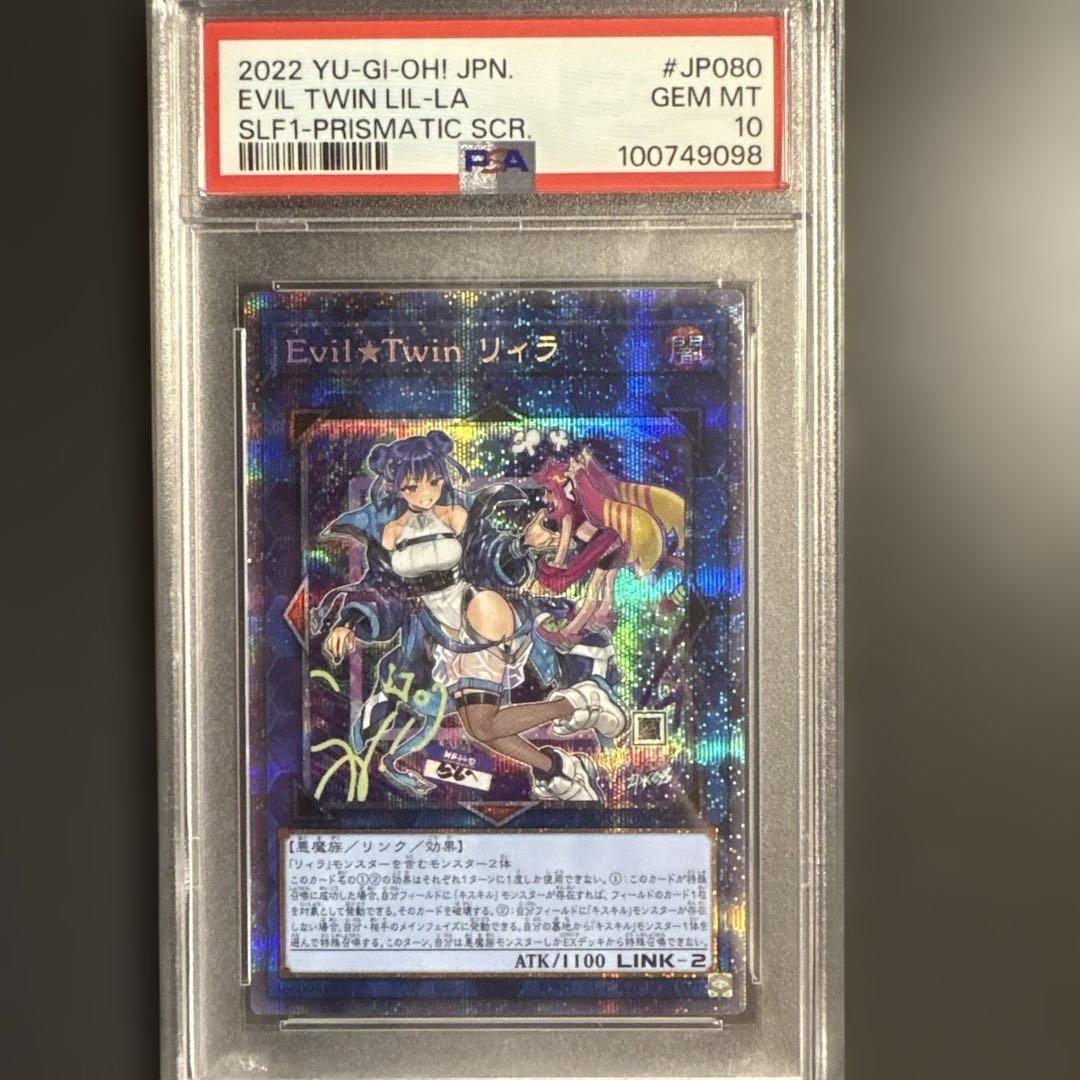 2022 YU-GI-OH! JPN. #JP080
EVIL TWIN LIL-LA GEM MT
SLF1-PRISMATIC SCR. 10
PSA 100749098
Evil★Twin リィラ
闇
【悪魔族／リンク／効果】
「リィラ」モンスターを含むモンスター2体
このカード名の①②の効果はそれぞれ1ターンに1度しか使用できない。①:このカードが特殊
召喚に成功した場合、自分フィールドに「キスキル」モンスターが存在すれば、フィールドのカード1枚
を対象として発動できる。そのカードを破壊する。②:自分フィールドに「キスキル」モンスターが存在
しない場合、自分・相手のメインフェイズに発動できる。自分の墓地から「キスキル」モンスター1体を
選んで特殊召喚する。このターン、自分は悪魔族モンスターしかEXデッキから特殊召喚できない。
ATK/1100 LINK-2